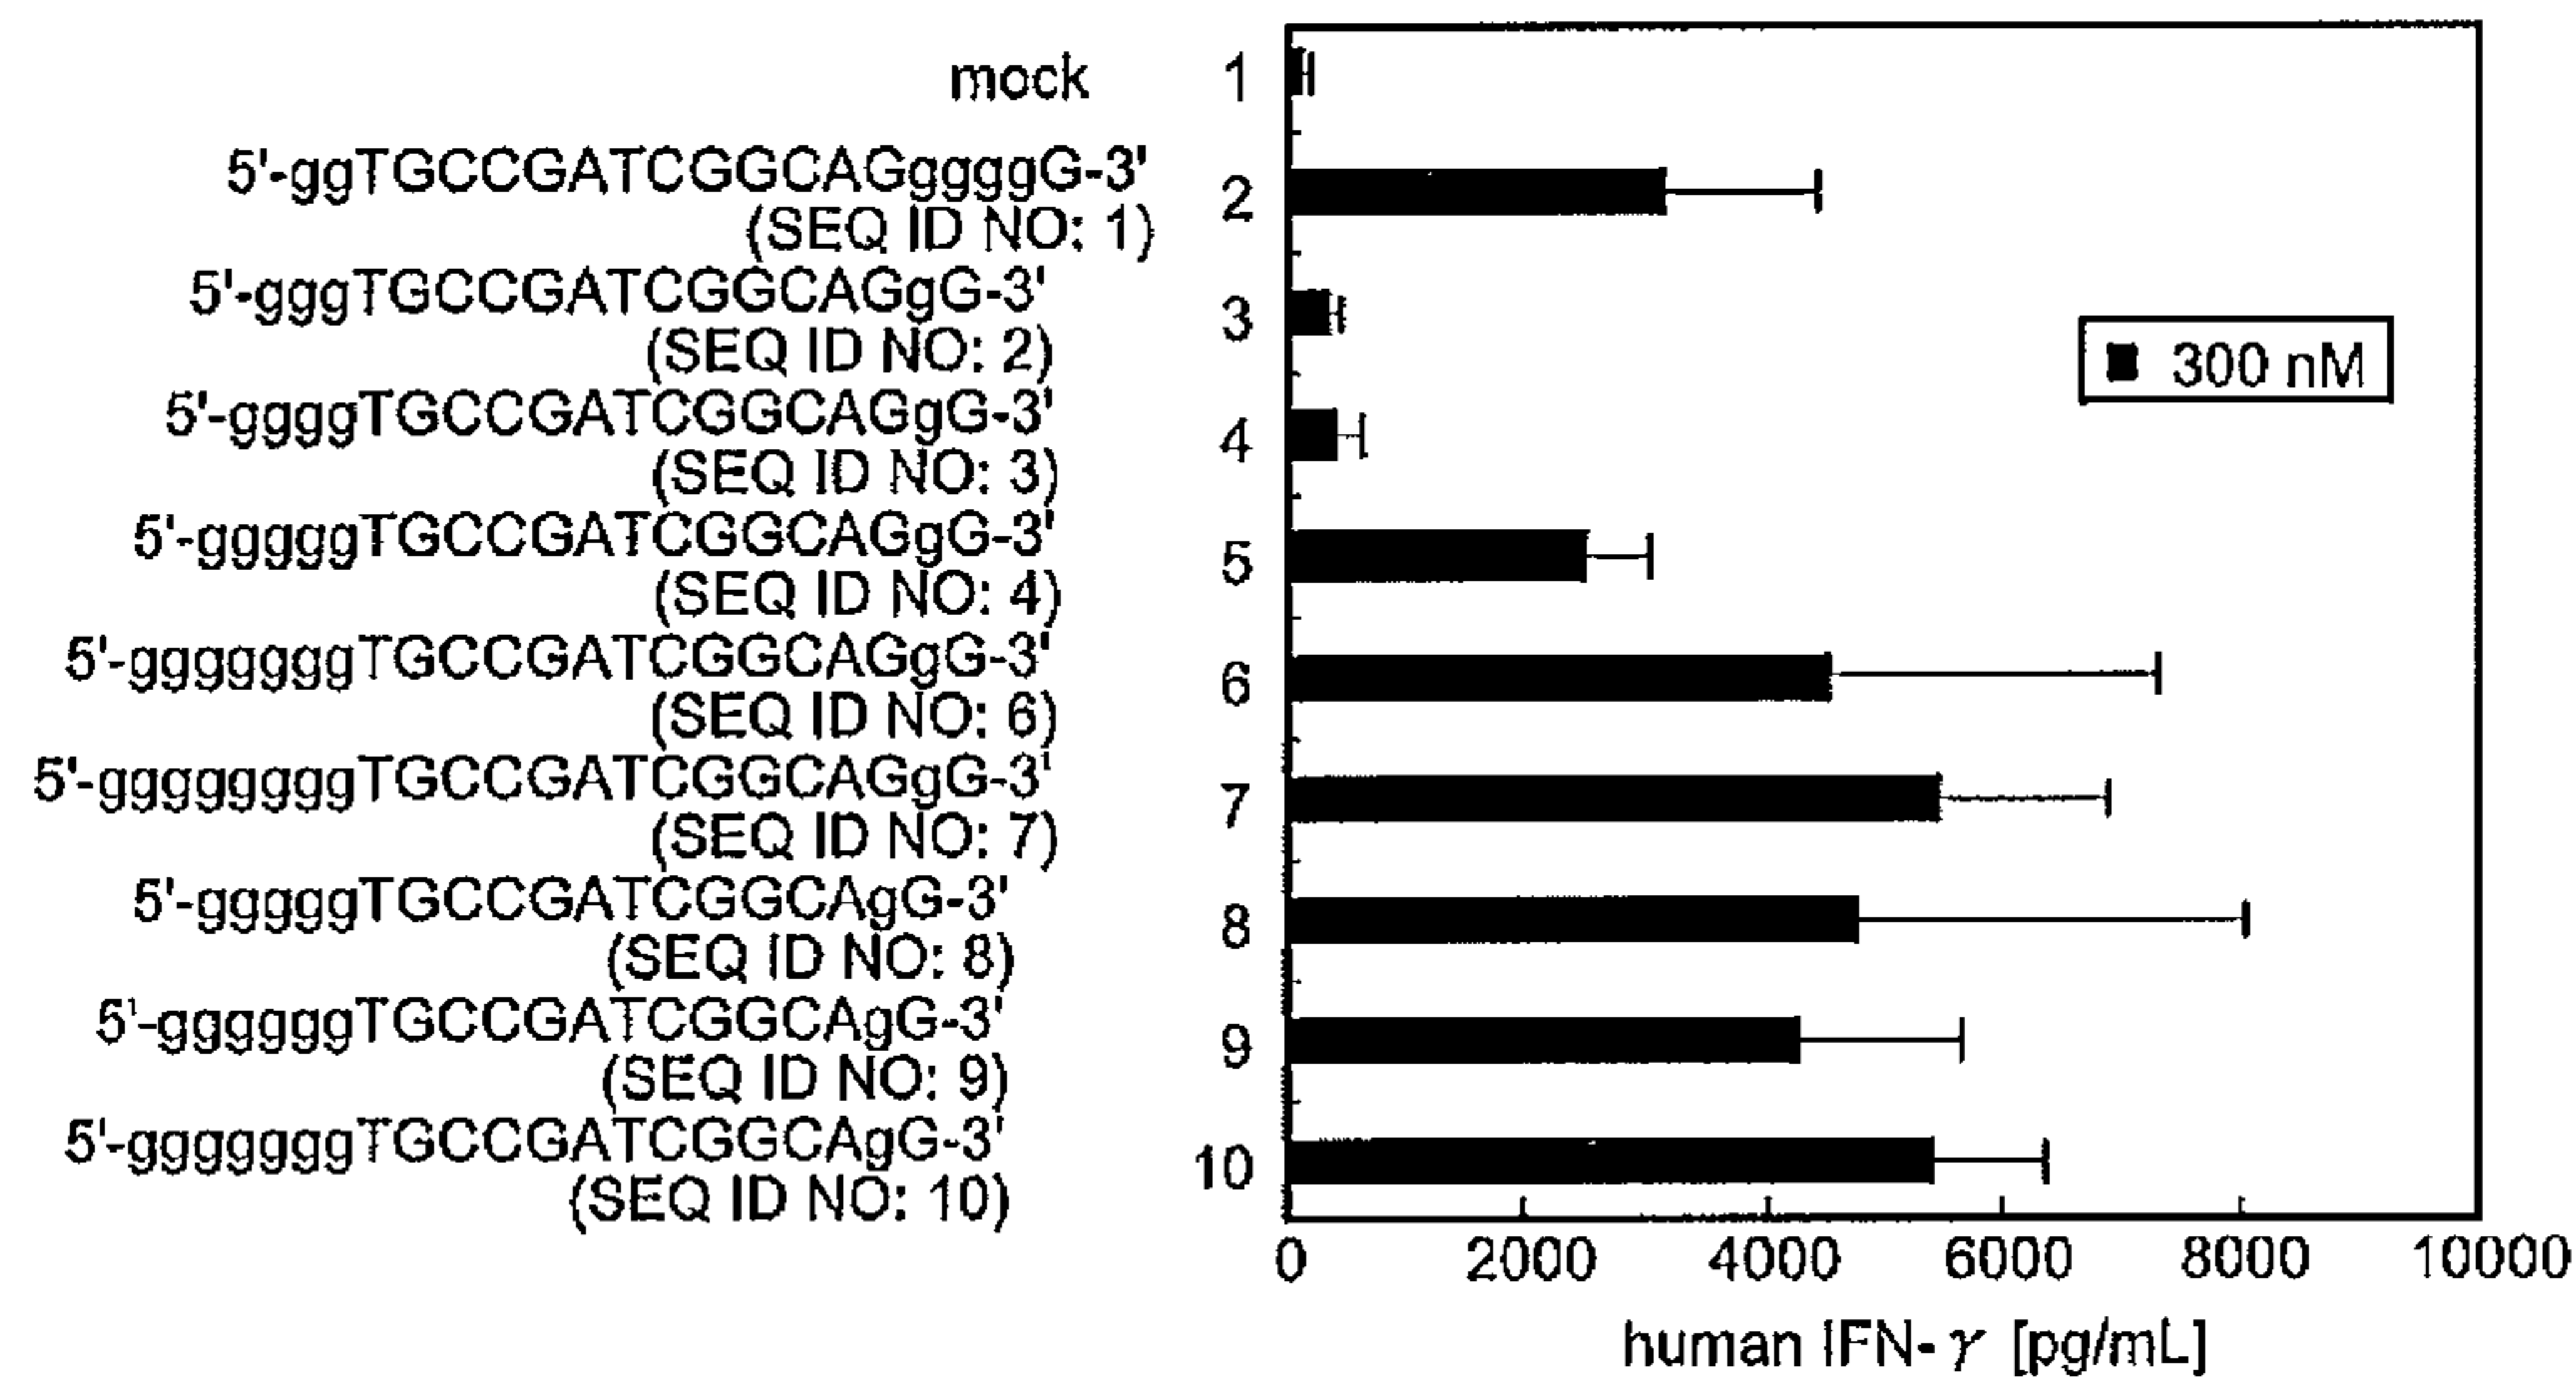 mock 1
5'-ggTGCCGATCGGCAGggggG-3' 2
(SEQ ID NO: 1)
5'-gggTGCCGATCGGCAGgG-3' 3
(SEQ ID NO: 2)
300 nM
5'-ggggTGCCGATCGGCAGgG-3' 4
(SEQ ID NO: 3)
5'-gggggTGCCGATCGGCAGgG-3' 5
(SEQ ID NO: 4)
5'-gggggggTGCCGATCGGCAGgG-3' 6
(SEQ ID NO: 6)
5'-ggggggggTGCCGATCGGCAGgG-3' 7
(SEQ ID NO: 7)
5'-gggggTGCCGATCGGCAgG-3' 8
(SEQ ID NO: 8)
5'-ggggggTGCCGATCGGCAgG-3' 9
(SEQ ID NO: 9)
5'-gggggggTGCCGATCGGCAgG-3' 10
(SEQ ID NO: 10)
0 2000 4000 6000 8000 10000
human IFN-γ [pg/mL]